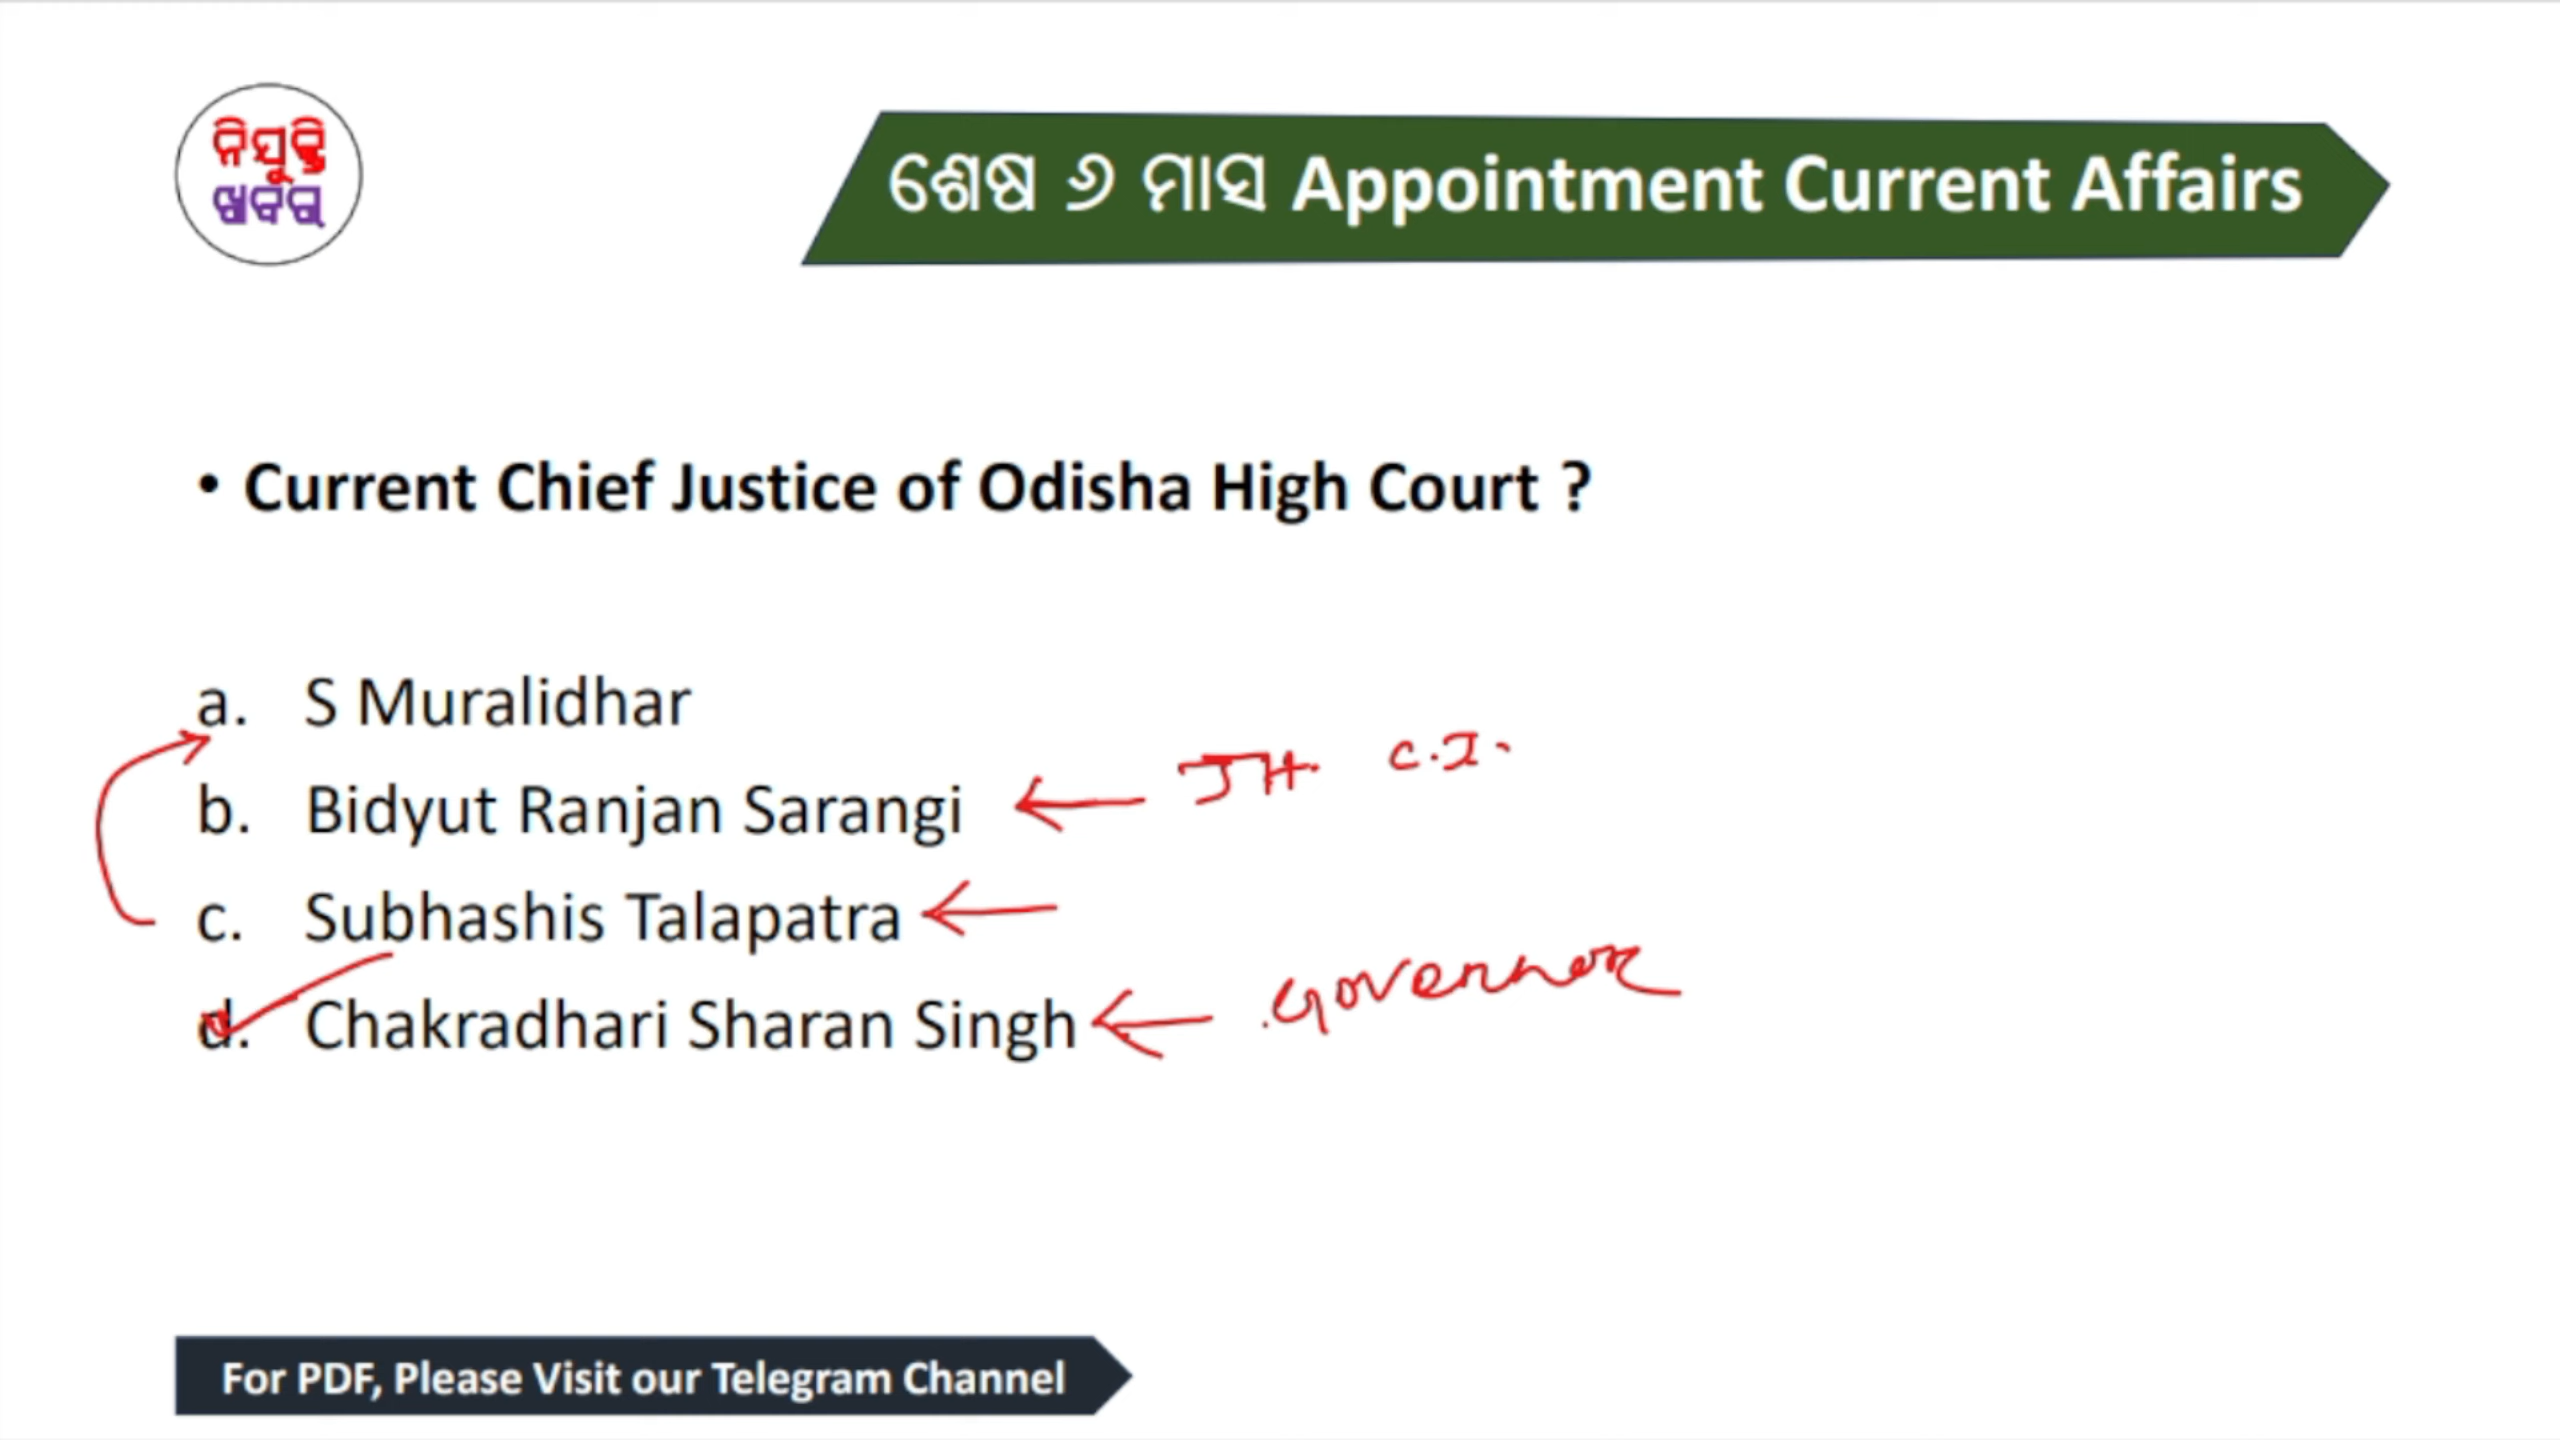 ନିଯୁକ୍ତି
ଖବର
ଶେଷ ୬ ମାସ Appointment Current Affairs
• Current Chief Justice of Odisha High Court ?
a. S Muralidhar
b. Bidyut Ranjan Sarangi JH. C.J.
c. Subhashis Talapatra
d. Chakradhari Sharan Singh Governor
For PDF, Please Visit our Telegram Channel